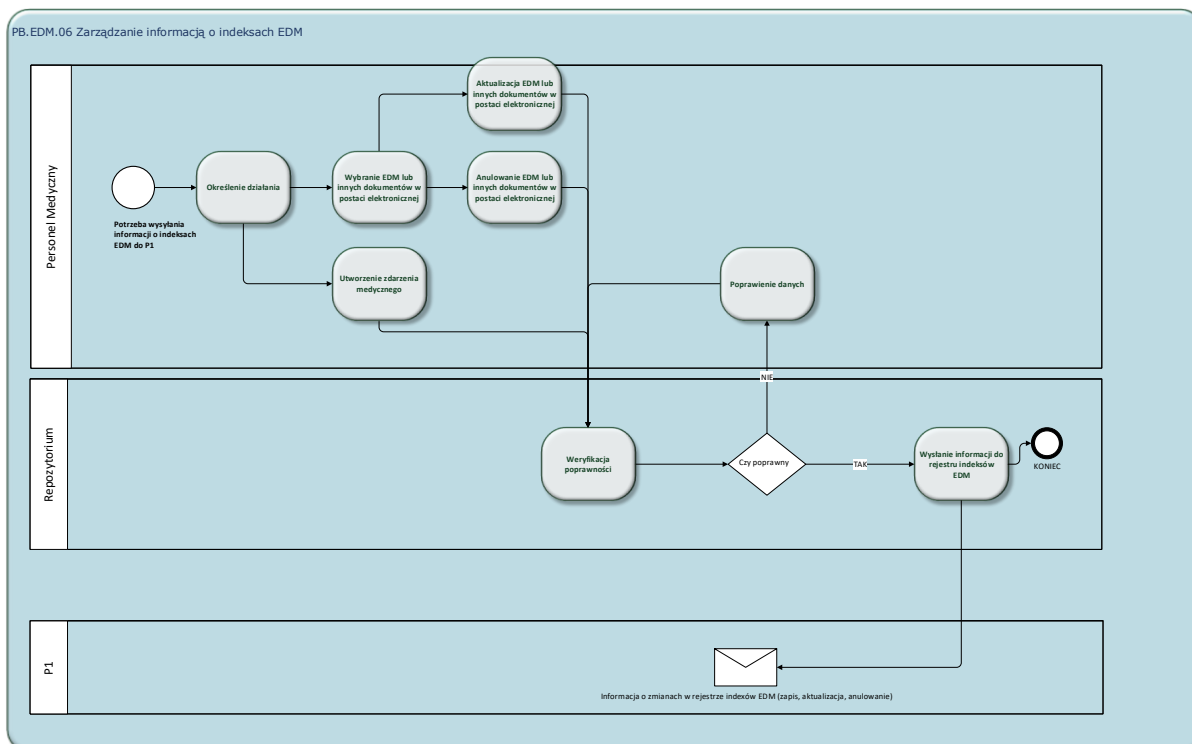 PB.EDM.06 Zarządzanie informacją o indeksach EDM
Personel Medyczny
Aktualizacja EDM lub
innych dokumentów w
postaci elektronicznej
Określenie działania
Wybranie EDM lub
innych dokumentów w
postaci elektronicznej
Anulowanie EDM lub
innych dokumentów w
postaci elektronicznej
Potrzeba wysyłania
informacji o indeksach
EDM do P1
Utworzenie zdarzenia
medycznego
Poprawienie danych
NIE
Repozytorium
Weryfikacja
poprawności
Czy poprawny
TAK
Wysłanie informacji do
rejestru indeksów
EDM
KONIEC
P1
Informacja o zmianach w rejestrze indexów EDM (zapis, aktualizacja, anulowanie)